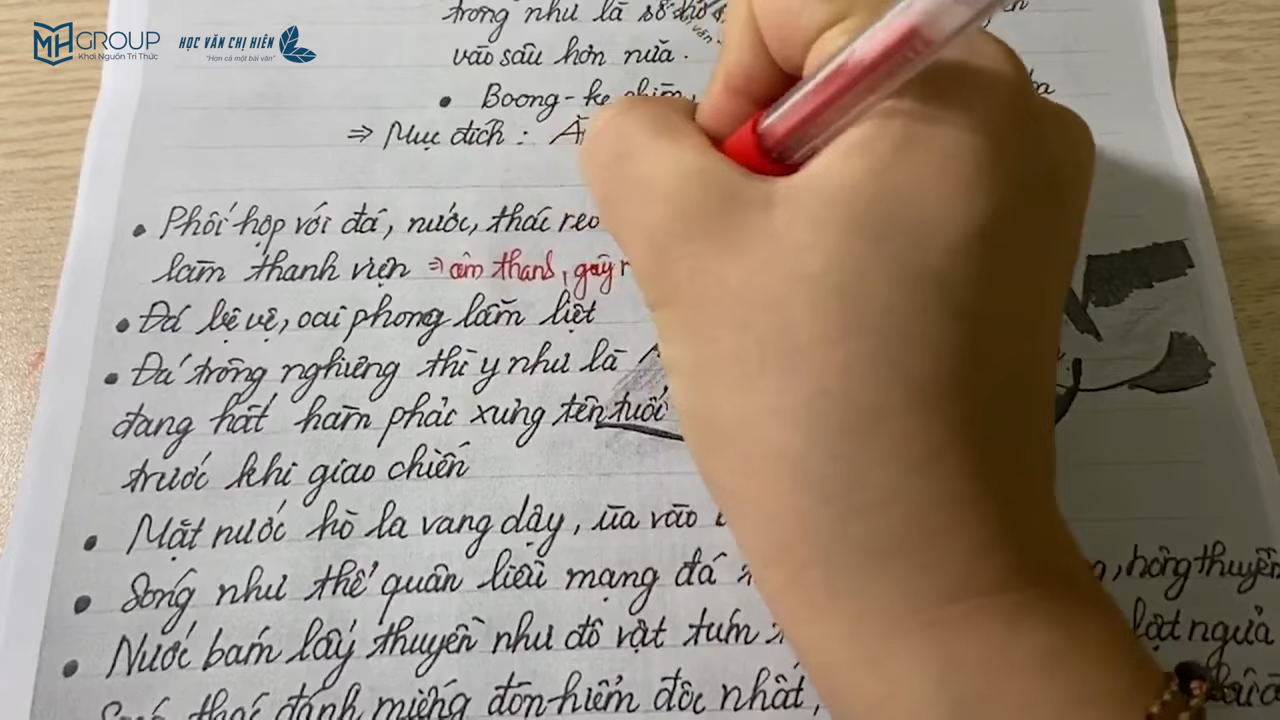 MH GROUP
Khơi Nguồn Tri Thức
HỌC VĂN CHỊ HIÊN
"Hơn cả một bài văn"
trông như là
vào sâu hơn nữa.
• Boong-ke chìm
⇒ Mục đích :
• Phối hợp với đá, nước, thác reo
làm thanh viện ⇒ âm thanh, gây
• Đá bệ vệ, oai phong lẫm liệt
• Đá trông nghiêng thì y như là
đang hất hàm phải xưng tên tuổi
trước khi giao chiến
• Mặt nước hò la vang dậy, ùa vào
• Sóng như thể quân liều mạng đá
, hông thuyền
• Nước bám lấy thuyền như đô vật túm
lật ngửa
Sóng thác đánh miếng đòn hiểm độc nhất,